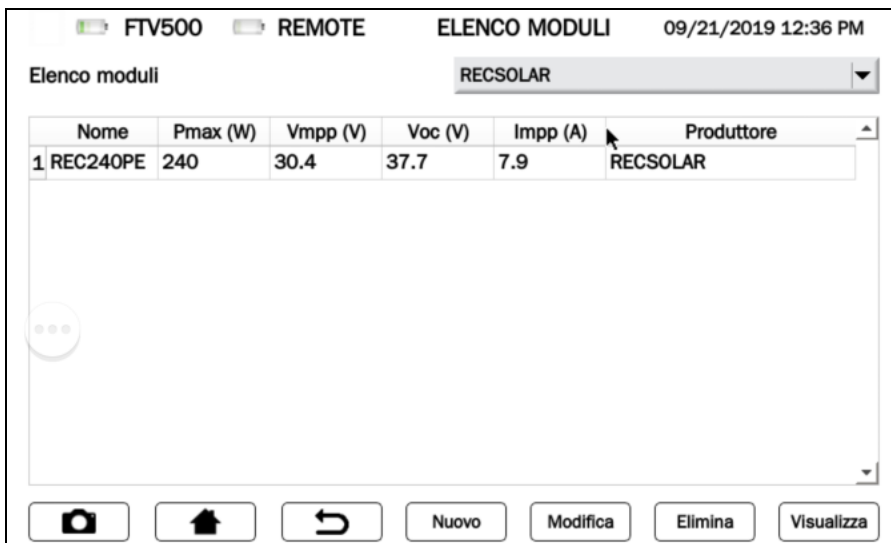 FTV500 REMOTE ELENCO MODULI 09/21/2019 12:36 PM
Elenco moduli RECSOLAR
Nome Pmax (W) Vmpp (V) Voc (V) Impp (A) Produttore
1 REC240PE 240 30.4 37.7 7.9 RECSOLAR
Nuovo Modifica Elimina Visualizza